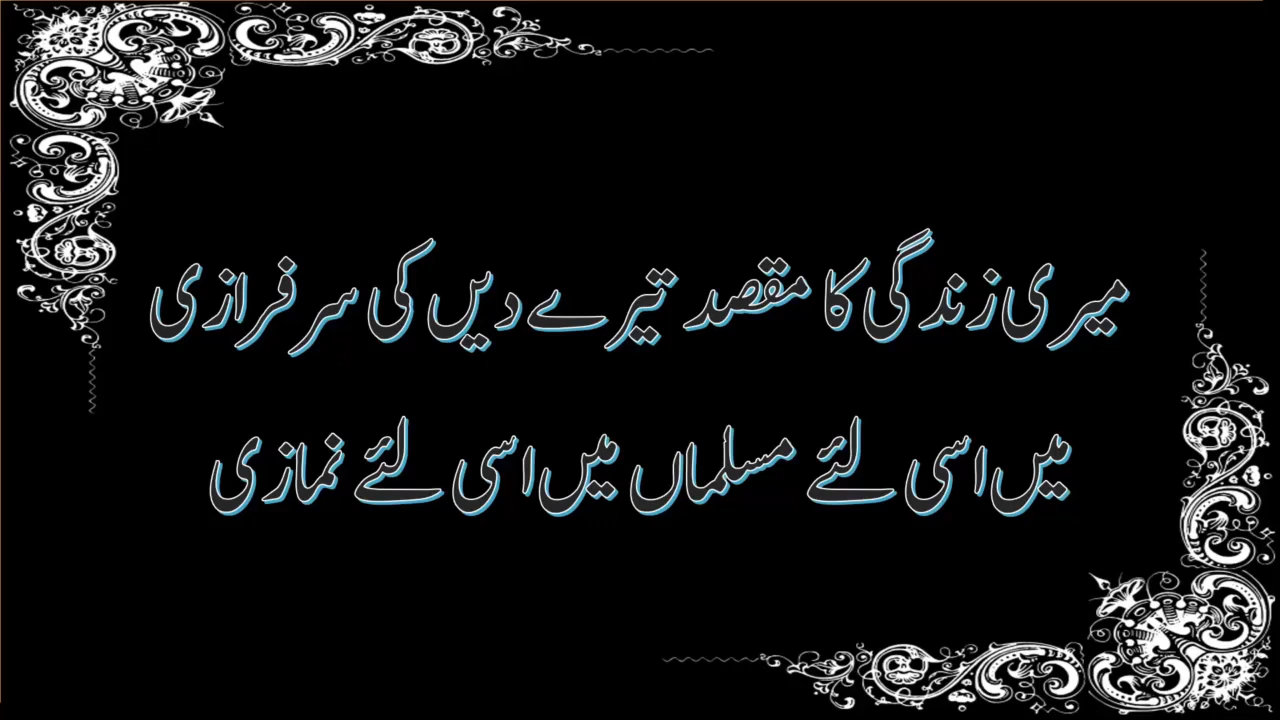 میری زندگی کا مقصد تیرے دیں کی سرفرازی
میں اسی لئے مسلماں میں اسی لئے نمازی